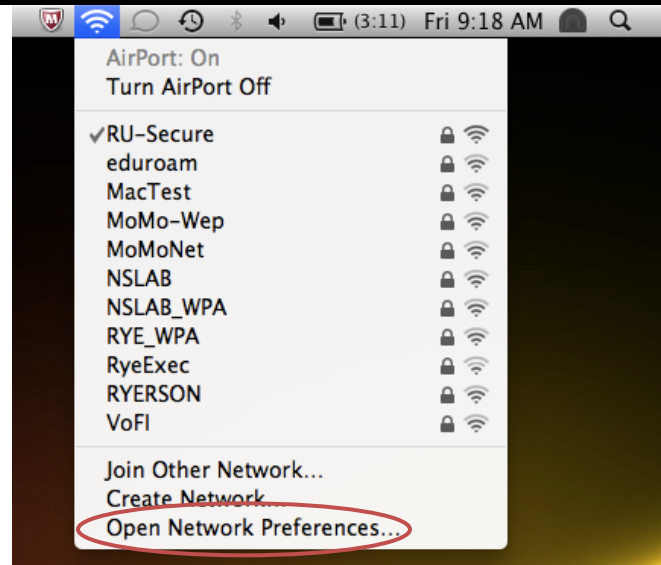 (3:11) Fri 9:18 AM
AirPort: On
Turn AirPort Off
✓RU-Secure
eduroam
MacTest
MoMo-Wep
MoMoNet
NSLAB
NSLAB_WPA
RYE_WPA
RyeExec
RYERSON
VoFI
Join Other Network...
Create Network...
Open Network Preferences...